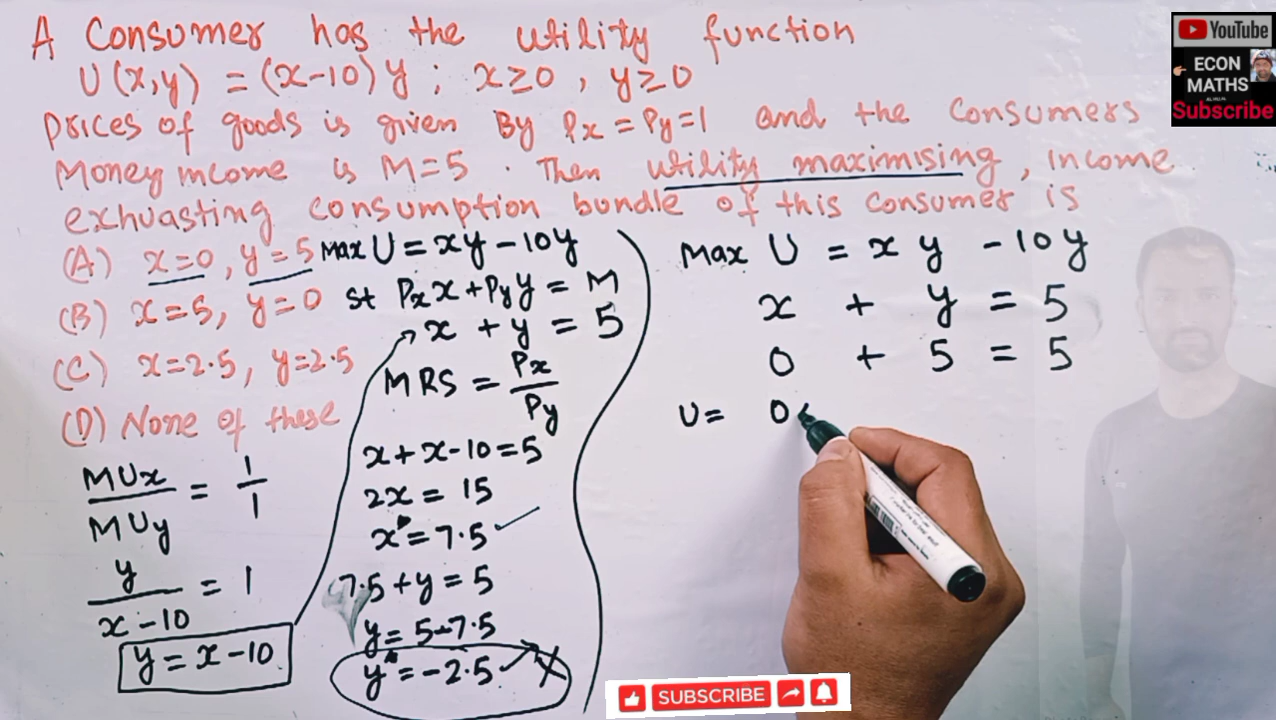 A Consumer has the utility function
U(x,y) = (x-10)y ; x≥0 , y≥0
Prices of goods is given By Px = Py=1 and the Consumers
Money income is M=5 . Then utility maximising, income
exhuasting consumption bundle of this consumer is
(A) x=0, y=5
(B) x=5, y=0
(C) x=2.5, y=2.5
(D) None of these
MUx/MUy = 1/1
y/x-10 = 1
y = x-10
Max U = xy-10y
St Pxx+Pyy = M
x + y = 5
MRS = Px/Py
x+x-10=5
2x = 15
x* = 7.5
7.5+y = 5
y= 5-7.5
y* = -2.5
Max U = xy -10y
x + y = 5
0 + 5 = 5
U= 0
YouTube
ECON
MATHS
Subscribe
SUBSCRIBE